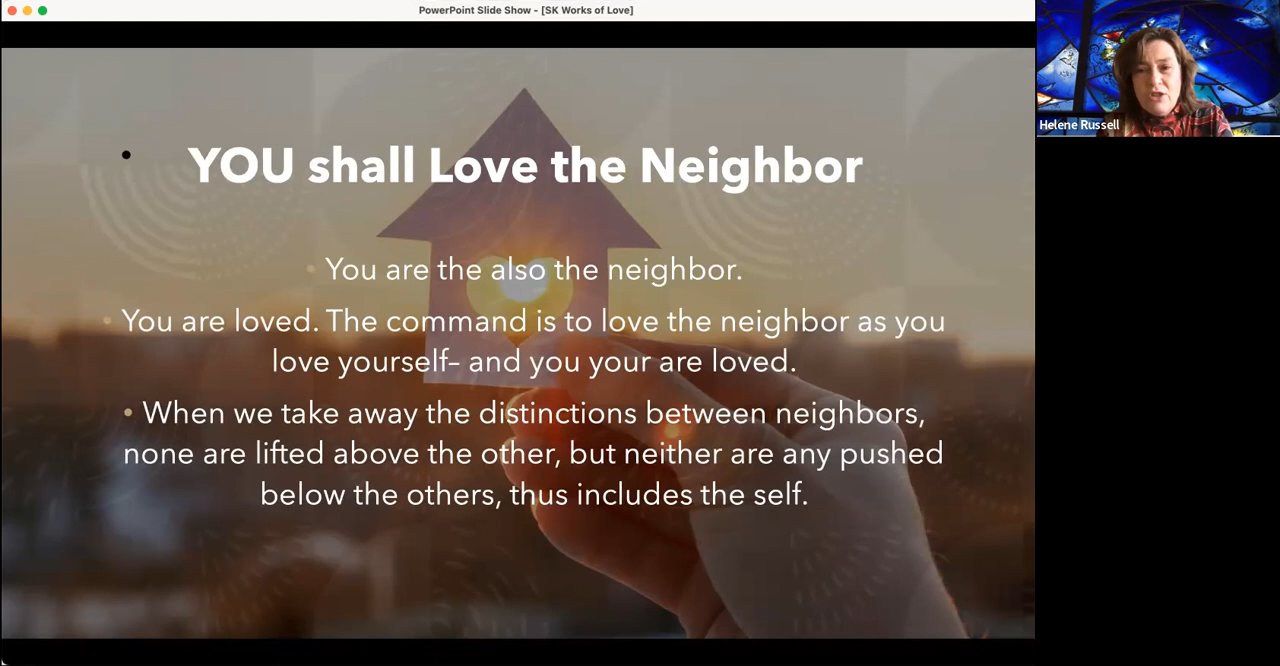 PowerPoint Slide Show - [SK Works of Love]
Helene Russell
• YOU shall Love the Neighbor
• You are the also the neighbor.
• You are loved. The command is to love the neighbor as you
love yourself– and you your are loved.
• When we take away the distinctions between neighbors,
none are lifted above the other, but neither are any pushed
below the others, thus includes the self.